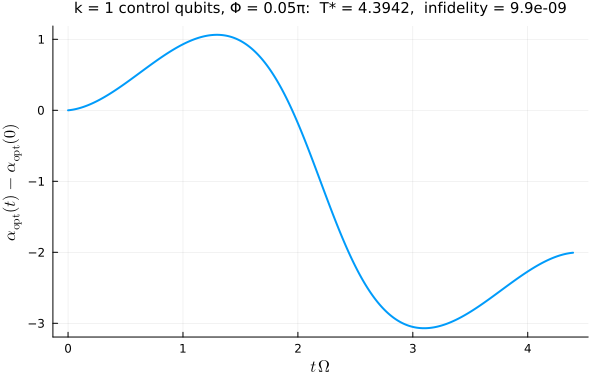 k = 1 control qubits, Φ = 0.05π:  T* = 4.3942,  infidelity = 9.9e-09
α_opt(t) − α_opt(0)
1
0
−1
−2
−3
0 1 2 3 4
t Ω